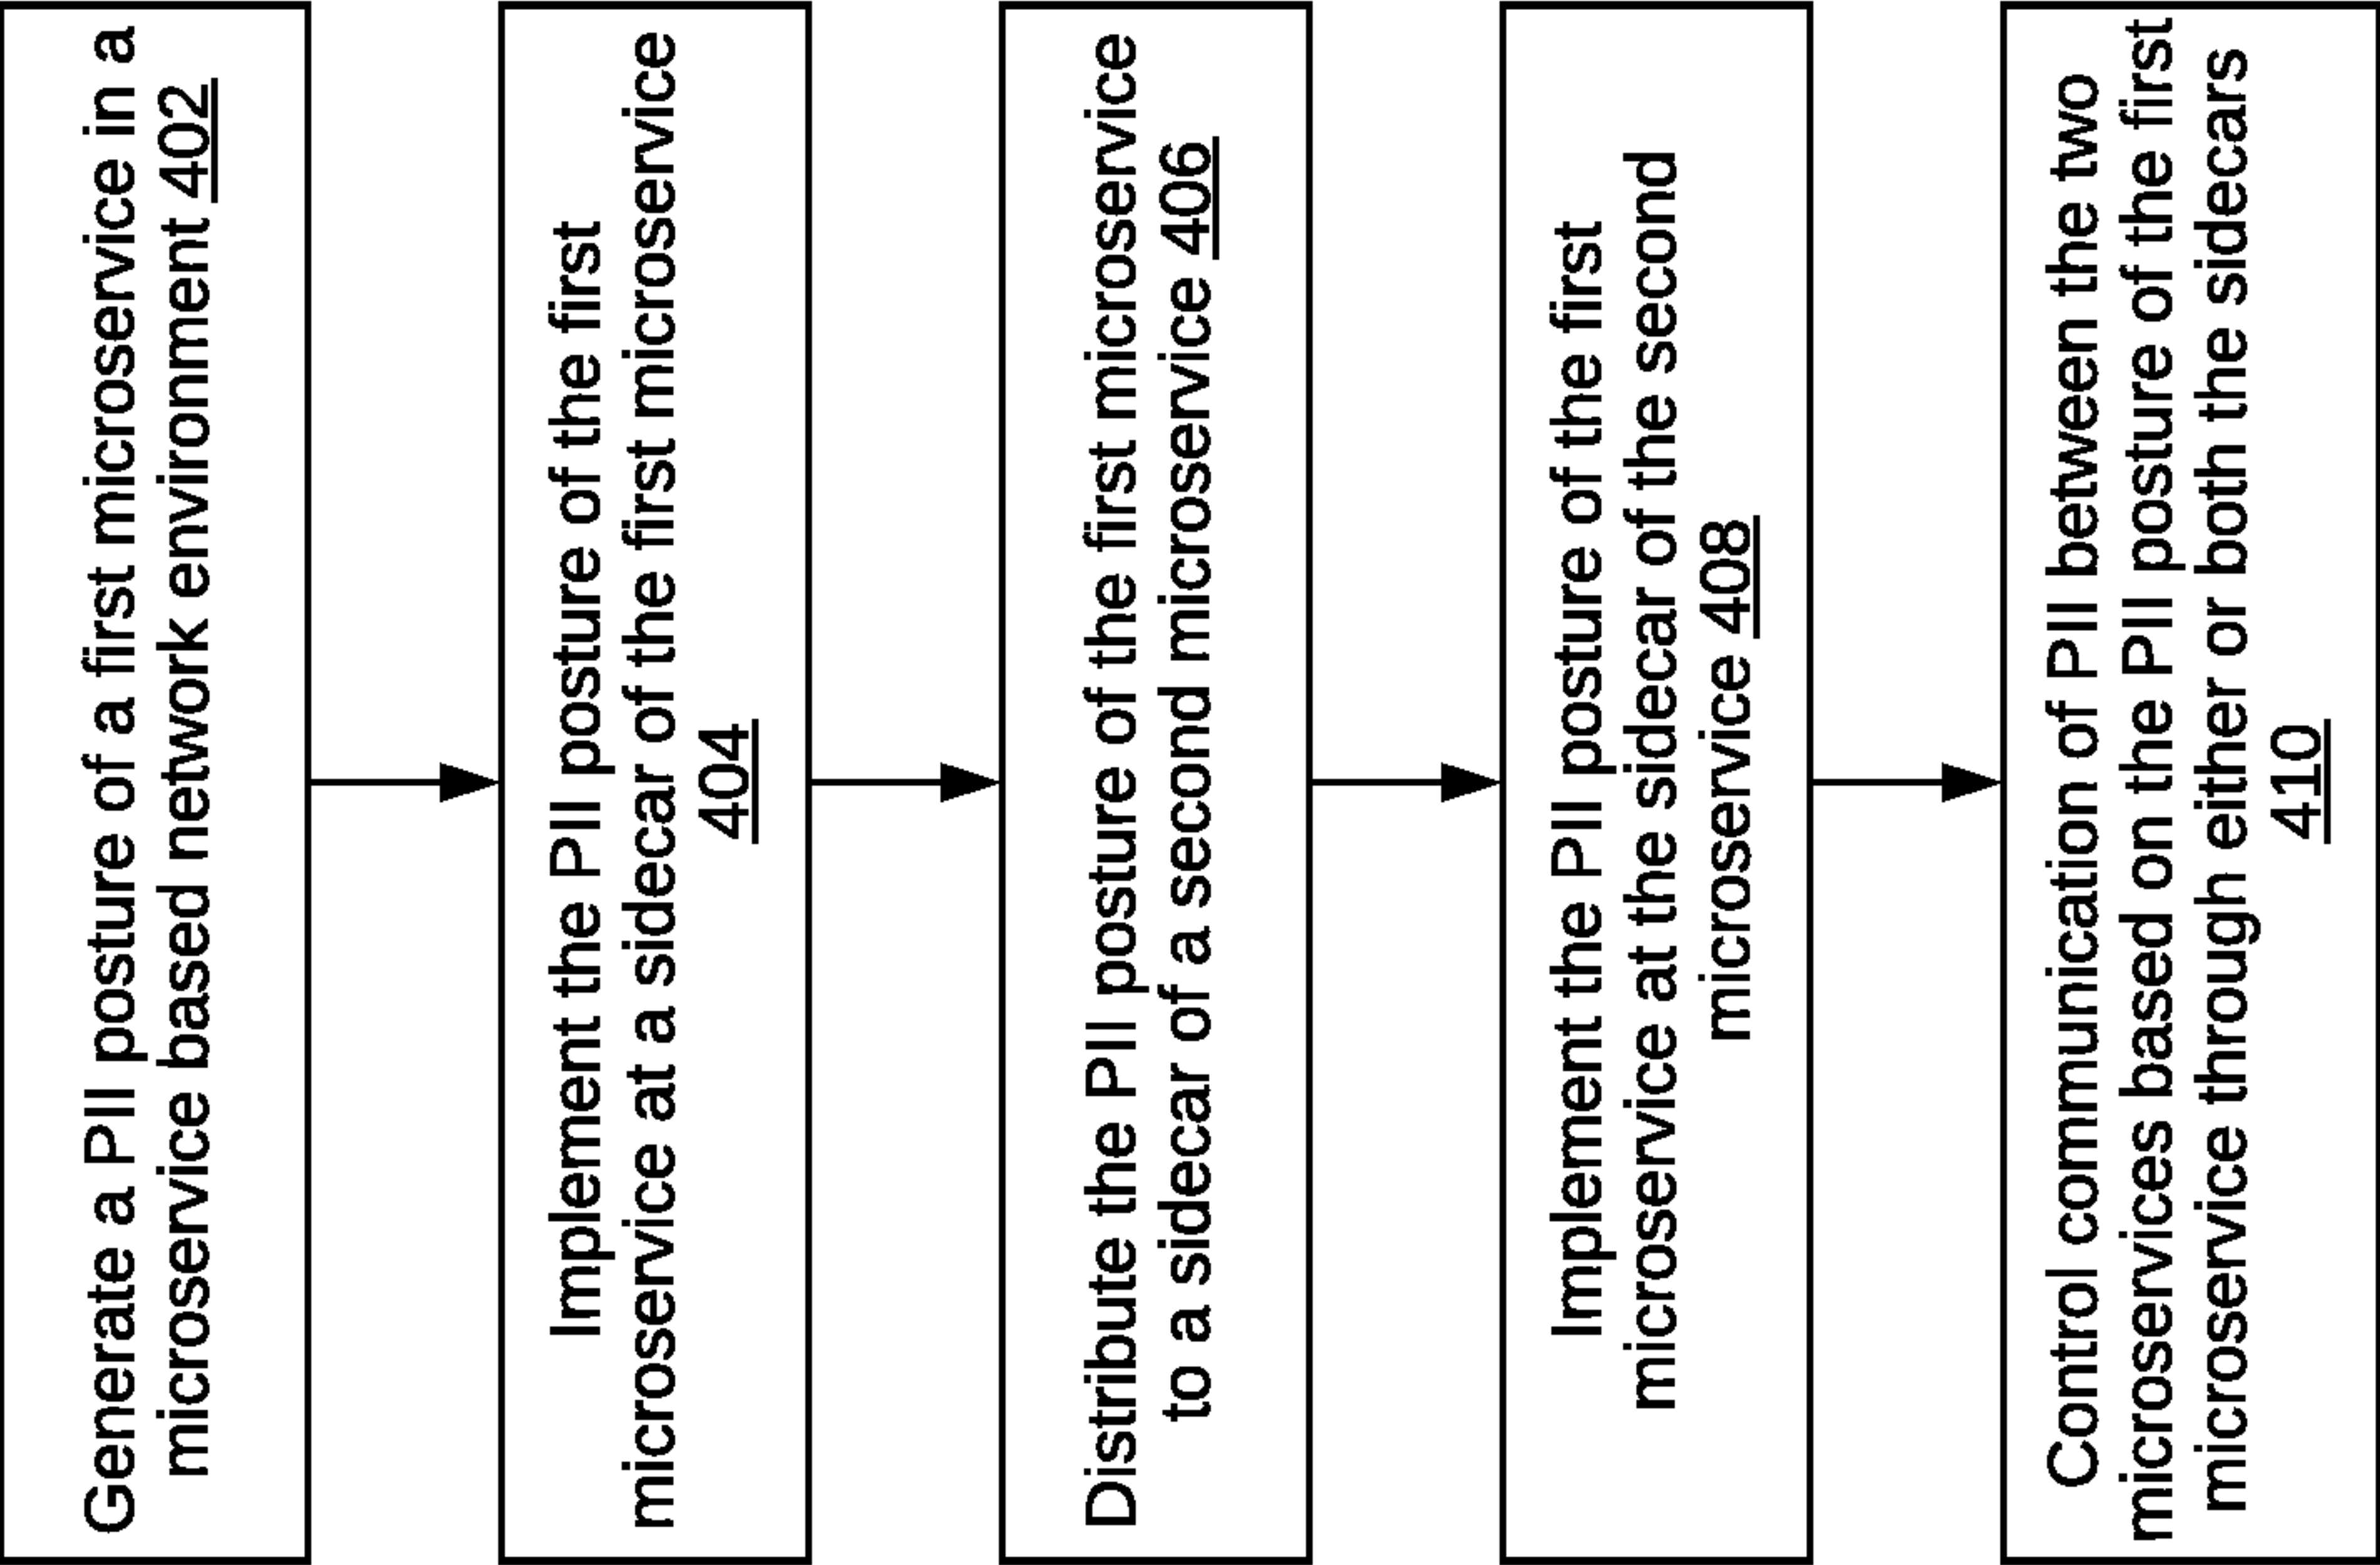 Generate a PII posture of a first microservice in a
microservice based network environment 402
Implement the PII posture of the first
microservice at a sidecar of the first microservice
404
Distribute the PII posture of the first microservice
to a sidecar of a second microservice 406
Implement the PII posture of the first
microservice at the sidecar of the second
microservice 408
Control communication of PII between the two
microservices based on the PII posture of the first
microservice through either or both the sidecars
410